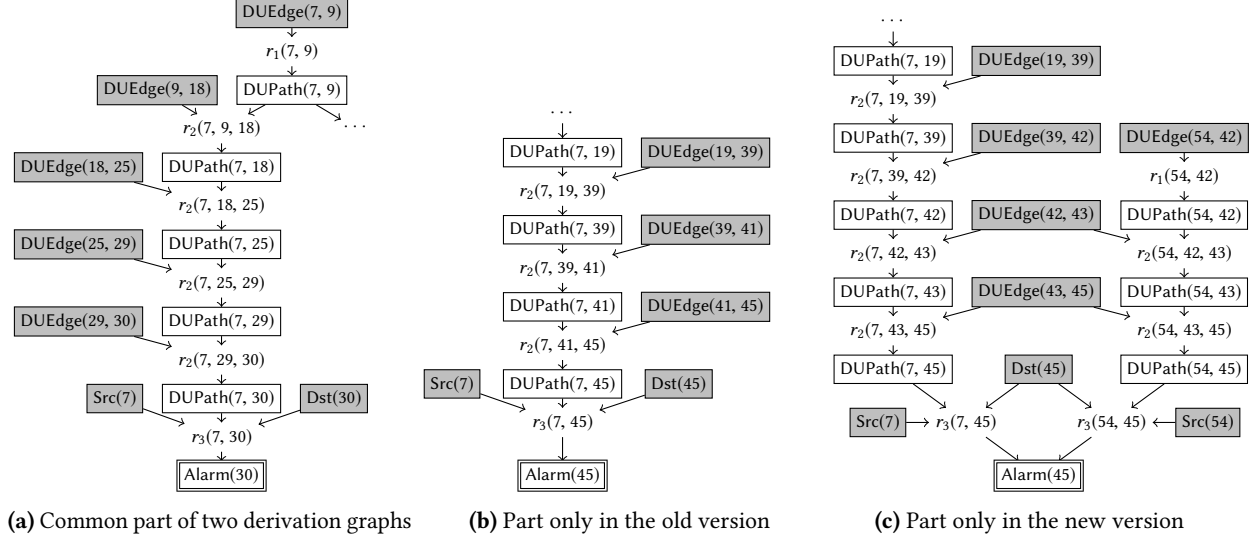 DUEdge(7, 9)
r1(7, 9)
DUEdge(9, 18) DUPath(7, 9)
r2(7, 9, 18) ...
DUEdge(18, 25) DUPath(7, 18)
r2(7, 18, 25)
DUEdge(25, 29) DUPath(7, 25)
r2(7, 25, 29)
DUEdge(29, 30) DUPath(7, 29)
r2(7, 29, 30)
Src(7) DUPath(7, 30) Dst(30)
r3(7, 30)
Alarm(30)
(a) Common part of two derivation graphs
...
DUPath(7, 19) DUEdge(19, 39)
r2(7, 19, 39)
DUPath(7, 39) DUEdge(39, 41)
r2(7, 39, 41)
DUPath(7, 41) DUEdge(41, 45)
r2(7, 41, 45)
Src(7) DUPath(7, 45) Dst(45)
r3(7, 45)
Alarm(45)
(b) Part only in the old version
...
DUPath(7, 19) DUEdge(19, 39)
r2(7, 19, 39)
DUPath(7, 39) DUEdge(39, 42) DUEdge(54, 42)
r2(7, 39, 42) r1(54, 42)
DUPath(7, 42) DUEdge(42, 43) DUPath(54, 42)
r2(7, 42, 43) r2(54, 42, 43)
DUPath(7, 43) DUEdge(43, 45) DUPath(54, 43)
r2(7, 43, 45) r2(54, 43, 45)
DUPath(7, 45) Dst(45) DUPath(54, 45)
Src(7) r3(7, 45) r3(54, 45) Src(54)
Alarm(45)
(c) Part only in the new version